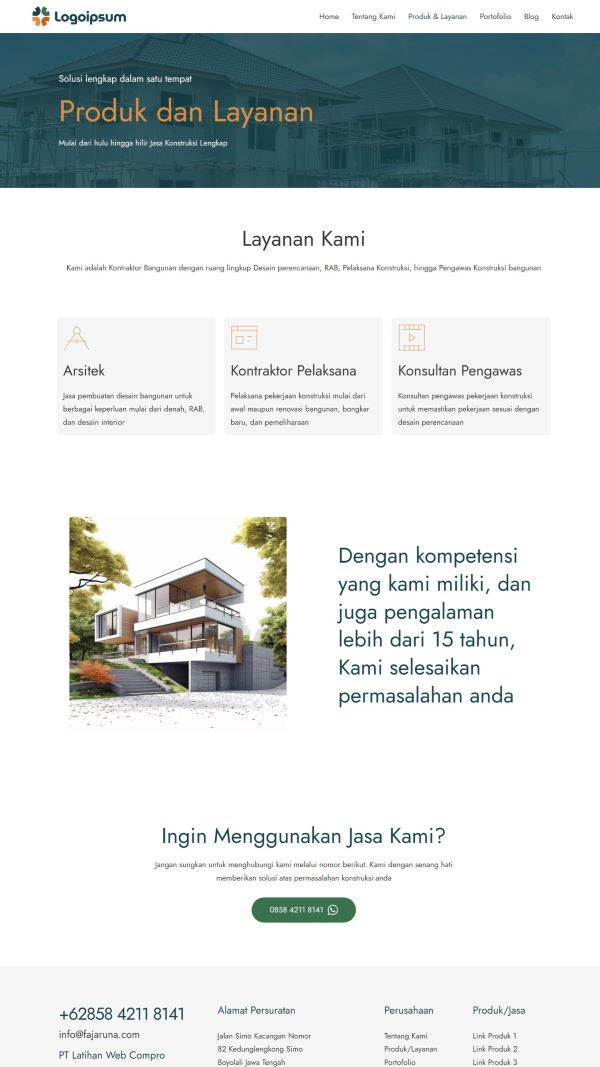 Logoipsum
Home Tentang Kami Produk & Layanan Portofolio Blog Kontak
Solusi lengkap dalam satu tempat
Produk dan Layanan
Mulai dari hulu hingga hilir Jasa Konstruksi Lengkap
Layanan Kami
Kami adalah Kontraktor Bangunan dengan ruang lingkup Desain perencanaan, RAB, Pelaksana Konstruksi, hingga Pengawas Konstruksi bangunan
Arsitek
Jasa pembuatan desain bangunan untuk
berbagai keperluan mulai dari denah, RAB,
dan desain interior
Kontraktor Pelaksana
Pelaksana pekerjaan konstruksi mulai dari
awal maupun renovasi bangunan, bongkar
baru, dan pemeliharaan
Konsultan Pengawas
Konsultan pengawas pekerjaan konstruksi
untuk memastikan pekerjaan sesuai dengan
desain perencanaan
Dengan kompetensi
yang kami miliki, dan
juga pengalaman
lebih dari 15 tahun,
Kami selesaikan
permasalahan anda
Ingin Menggunakan Jasa Kami?
Jangan sungkan untuk menghubungi kami melalui nomor berikut. Kami dengan senang hati
memberikan solusi atas permasalahan konstruksi anda
0858 4211 8141
+62858 4211 8141
info@fajaruna.com
PT Latihan Web Compro
Alamat Persuratan
Jalan Simo Kacangan Nomor
82 Kedunglengkong Simo
Boyolali Jawa Tengah
Perusahaan
Tentang Kami
Produk/Layanan
Portofolio
Produk/Jasa
Link Produk 1
Link Produk 2
Link Produk 3